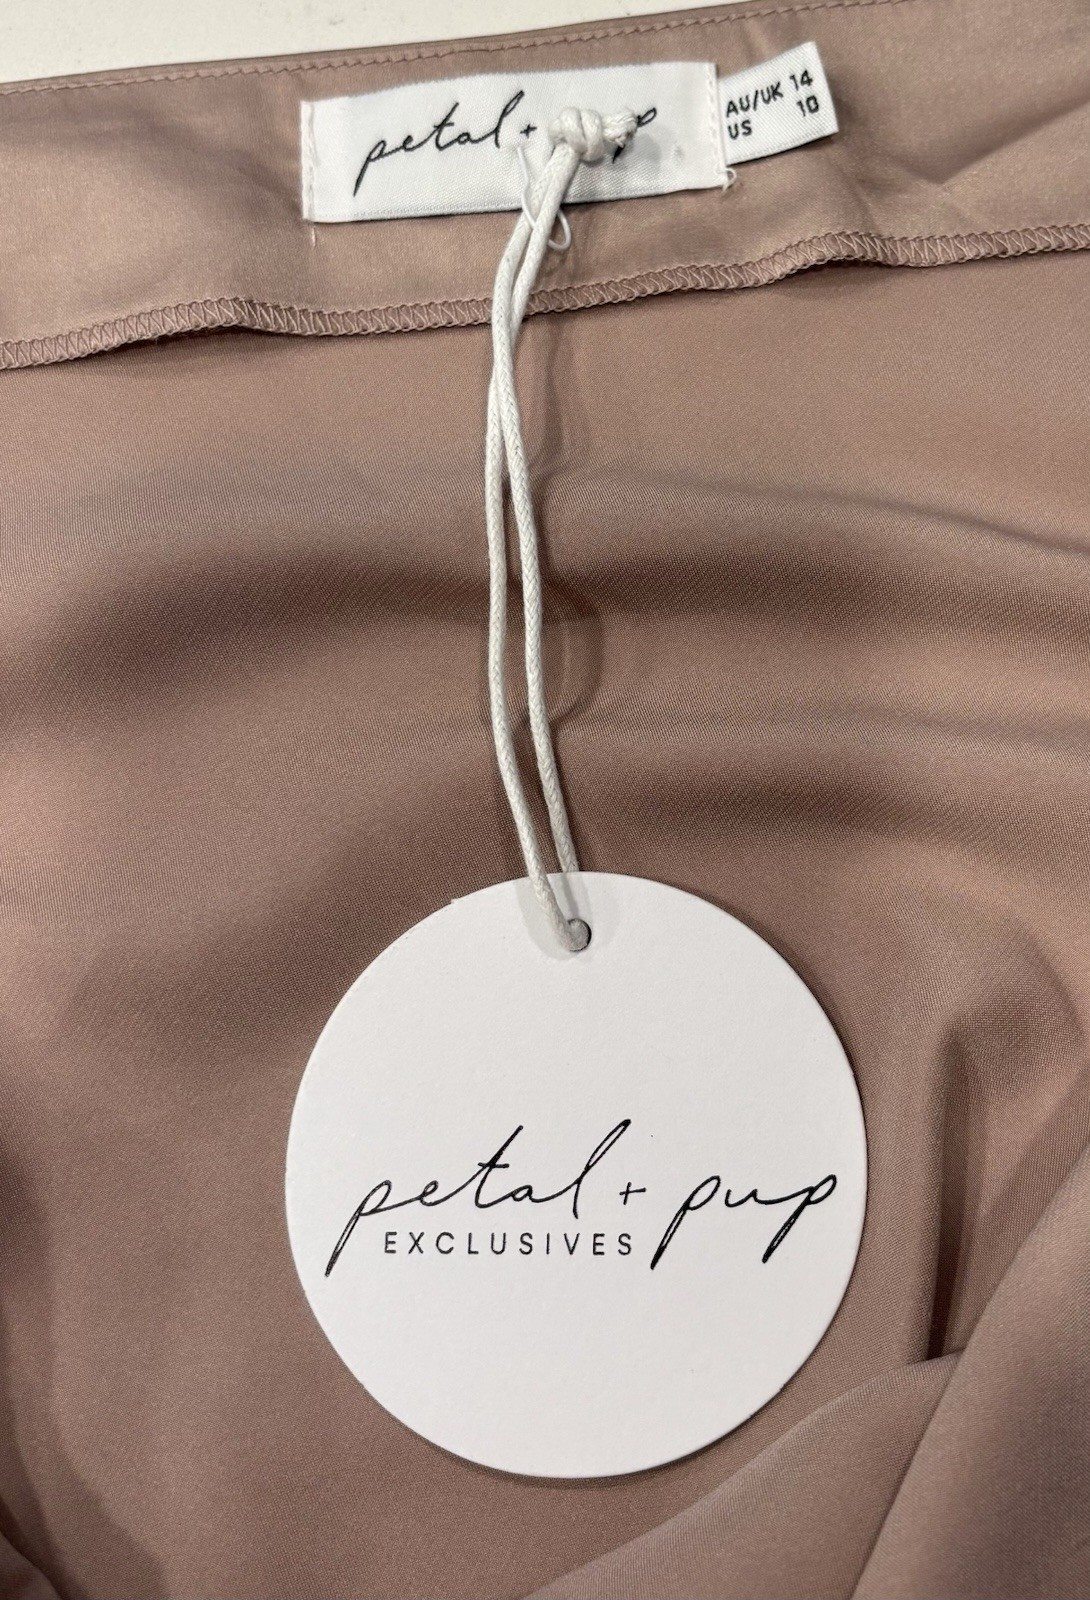 petal +
AU/UK 14
US 10
petal + pup
EXCLUSIVES